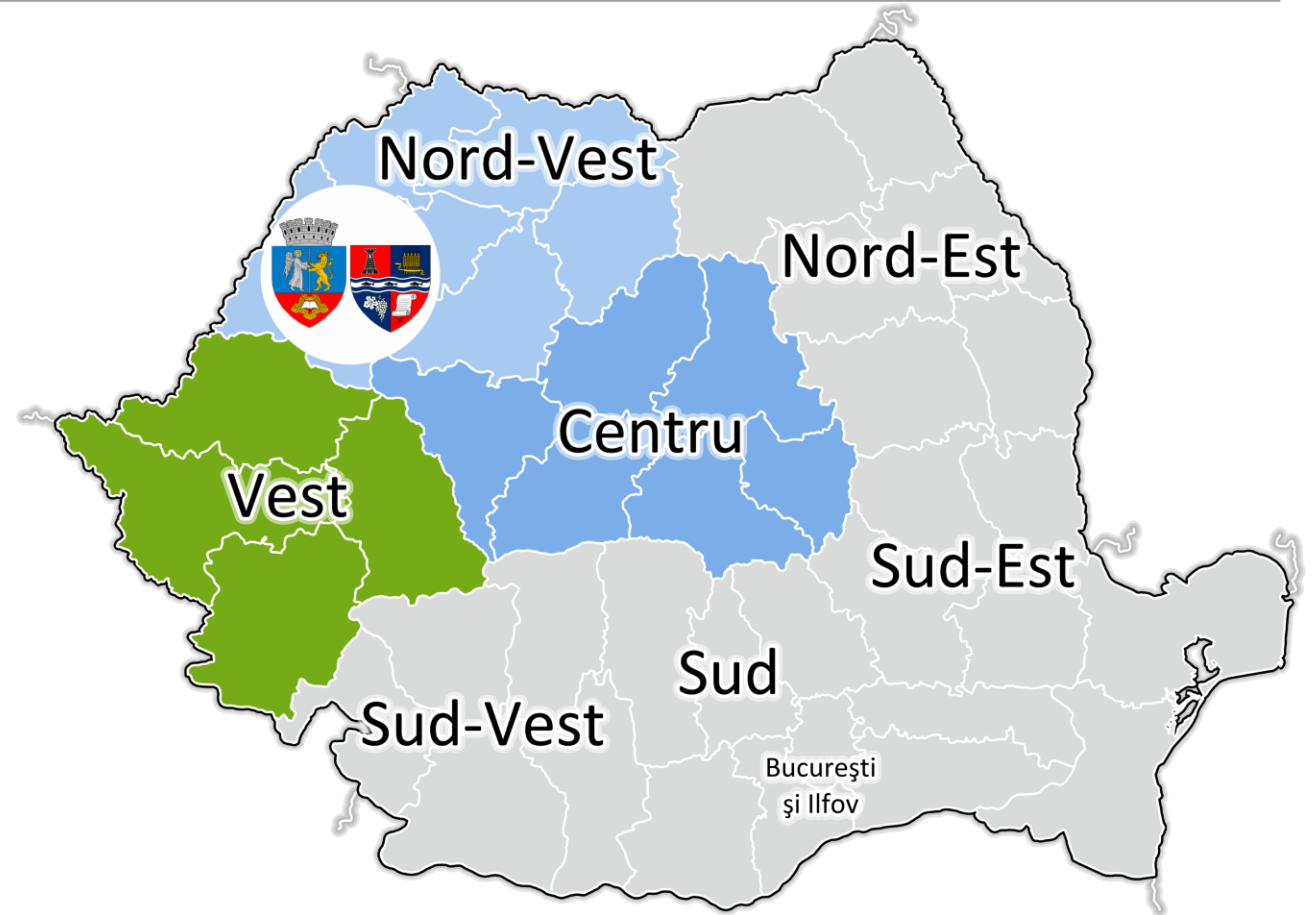 Nord-Vest
Nord-Est
Centru
Vest
Sud-Est
Sud
Sud-Vest
Bucureşti
şi Ilfov